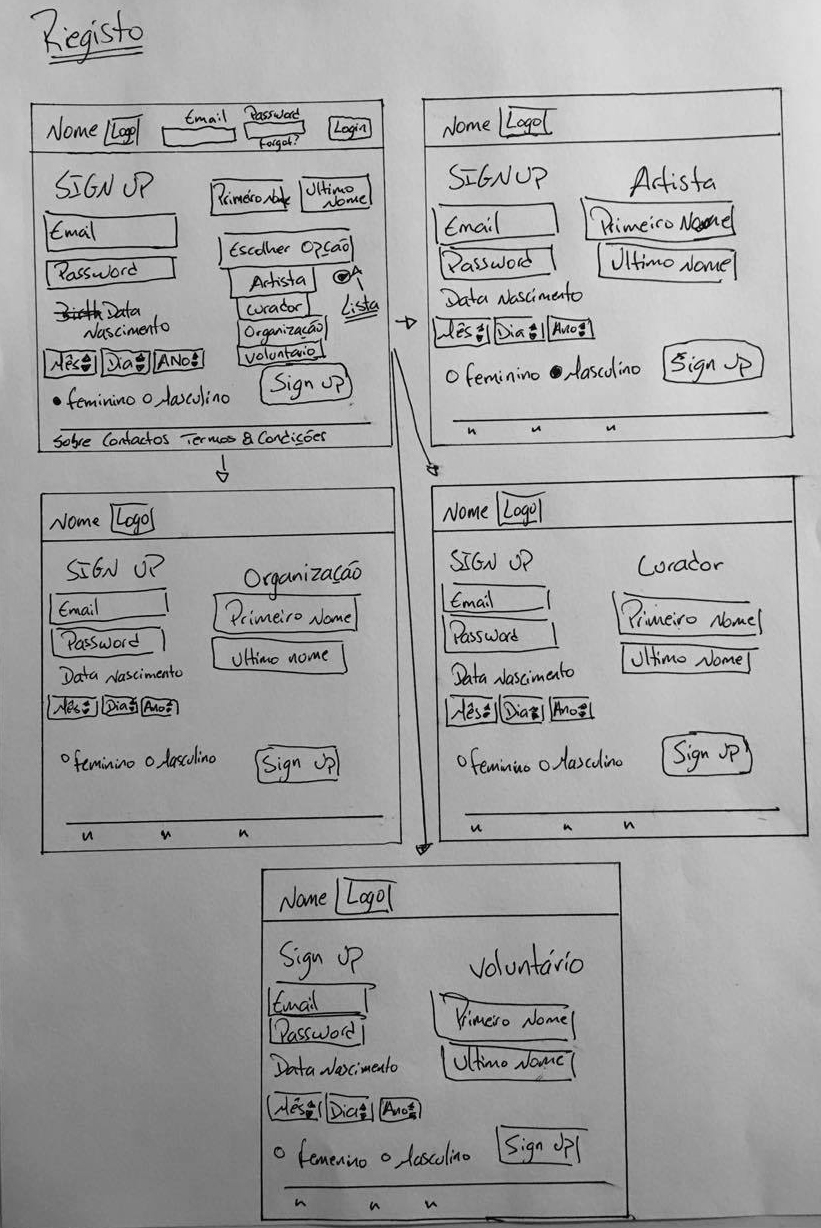 Registo
Nome Logo Email Password Login
Forgot?
SIGN UP Primeiro Nome Ultimo Nome
Email
Password
Escolher Opção
Artista
Curador
Organização
Voluntário
Lista
Birth Data
Nascimento
Mês Dia ANO
feminino Masculino
Sign UP
Sobre Contactos Termos & Condições
Nome Logo
SIGN UP Artista
Email Primeiro Nome
Password Ultimo Nome
Data Nascimento
Mês Dia Ano
feminino Masculino Sign UP
" " "
Nome Logo
SIGN UP Organização
Email Primeiro Nome
Password Ultimo nome
Data Nascimento
Mês Dia Ano
feminino Masculino Sign UP
" " "
Nome Logo
SIGN UP Curador
Email Primeiro Nome
Password Ultimo Nome
Data Nascimento
Mês Dia Ano
feminino Masculino Sign UP
" " "
Nome Logo
Sign UP Voluntário
Email Primeiro Nome
Password Ultimo Nome
Data Nascimento
Mês Dia Ano
femenino Masculino Sign UP
" " "